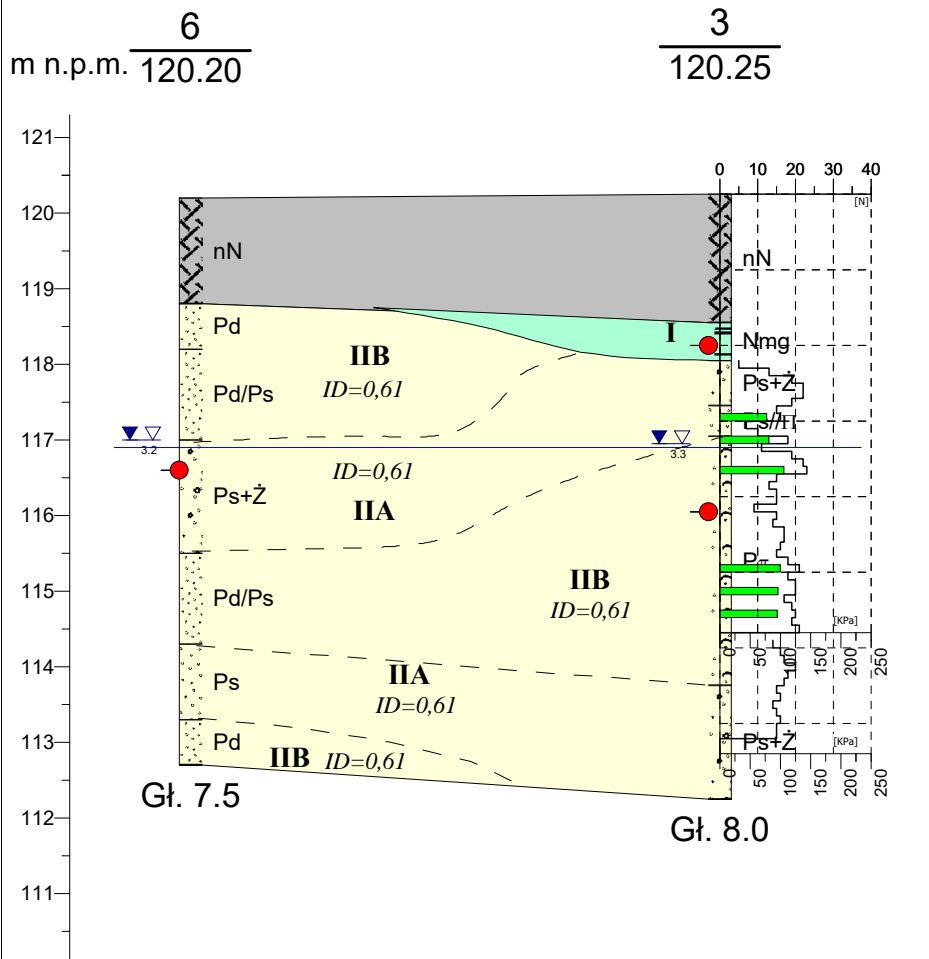 6
3
m n.p.m. 120.20
120.25
121
0 10 20 30 40
[N]
120
nN
nN
119
Pd
I
Nmg
118
IIB
ID=0,61
Pd/Ps
Ps+Ż
117
3.2
3.3
ID=0,61
Ps+Ż
IIA
116
115
Pd/Ps
IIB
ID=0,61
[KPa]
0 50 100 150 200 250
114
Ps
IIA
ID=0,61
113
Pd
IIB ID=0,61
Ps+Ż
[KPa]
0 50 100 150 200 250
Gł. 7.5
112
Gł. 8.0
111